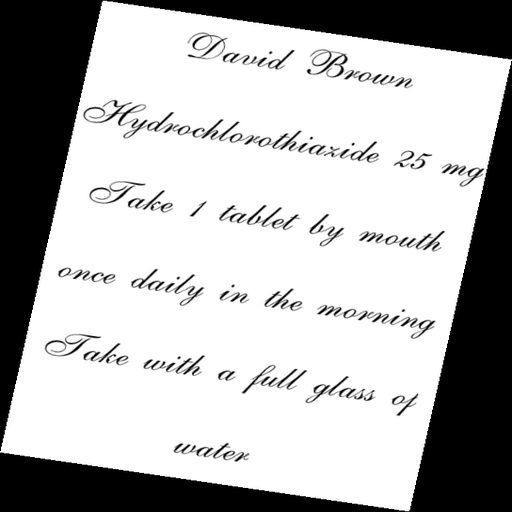 David Brown
Hydrochlorothiazide 25 mg
Take 1 tablet by mouth
once daily in the morning
Take with a full glass of
water